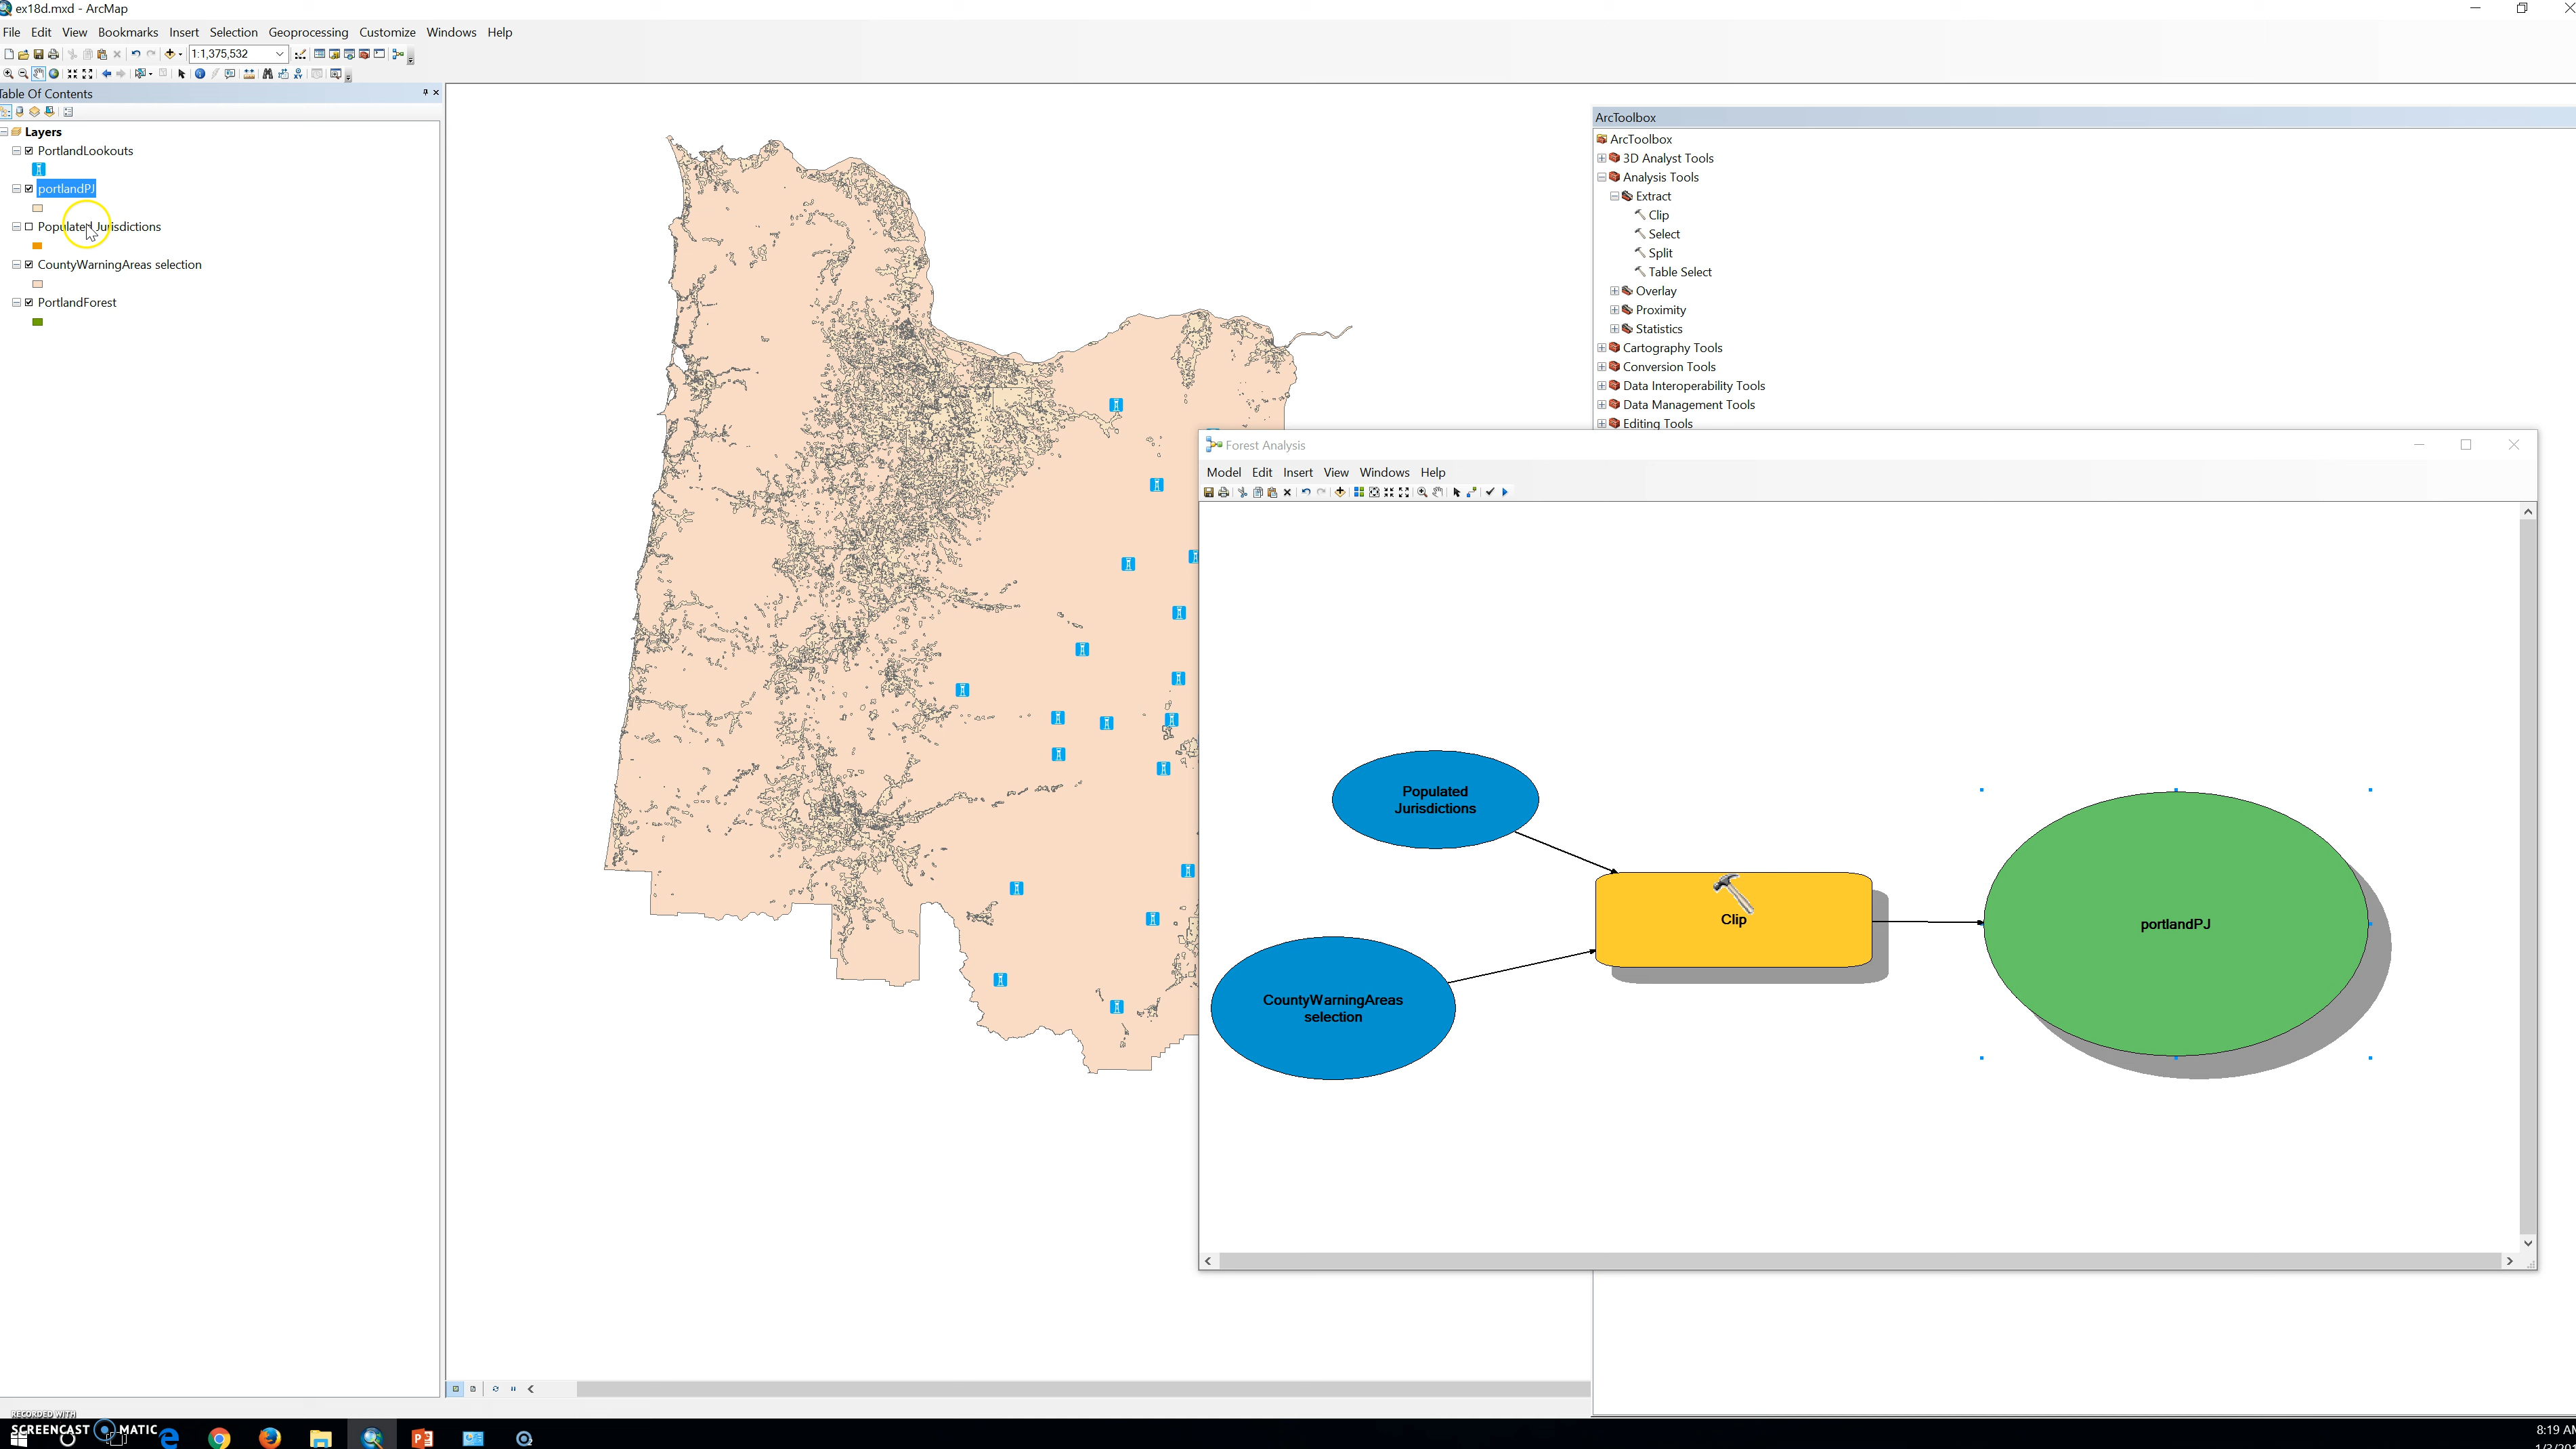 ex18d.mxd - ArcMap
File Edit View Bookmarks Insert Selection Geoprocessing Customize Windows Help
1:1,375,532
Table Of Contents
Layers
PortlandLookouts
portlandPJ
Populated Jurisdictions
CountyWarningAreas selection
PortlandForest
ArcToolbox
ArcToolbox
3D Analyst Tools
Analysis Tools
Extract
Clip
Select
Split
Table Select
Overlay
Proximity
Statistics
Cartography Tools
Conversion Tools
Data Interoperability Tools
Data Management Tools
Editing Tools
Forest Analysis
Model Edit Insert View Windows Help
Populated
Jurisdictions
Clip
portlandPJ
CountyWarningAreas
selection
RECORDED WITH
SCREENCAST MATIC
8:19 AM